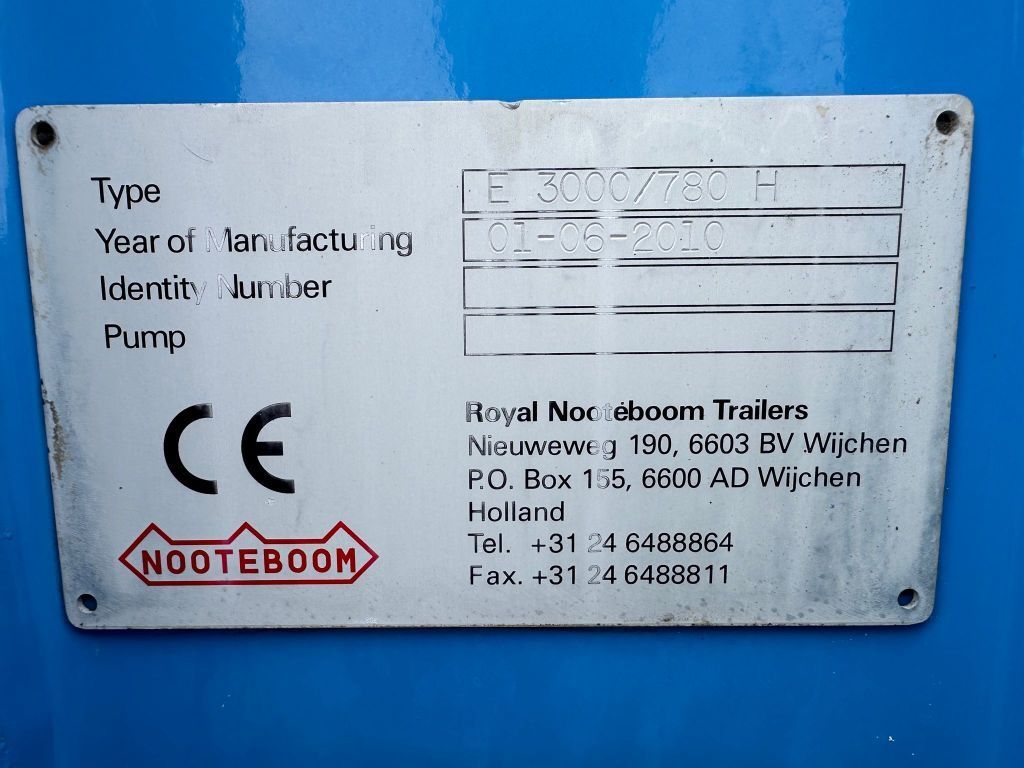 Type E 3000/780 H
Year of Manufacturing 01-06-2010
Identity Number
Pump
CE
Royal Nooteboom Trailers
Nieuweweg 190, 6603 BV Wijchen
P.O. Box 155, 6600 AD Wijchen
Holland
Tel. +31 24 6488864
Fax. +31 24 6488811
NOOTEBOOM